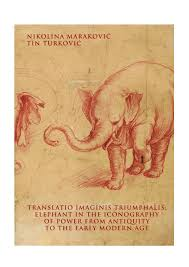 NIKOLINA MARAKOVIĆ
TIN TURKOVIĆ
TRANSLATIO IMAGINIS TRIUMPHALIS:
ELEPHANT IN THE ICONOGRAPHY
OF POWER FROM ANTIQUITY
TO THE EARLY MODERN AGE